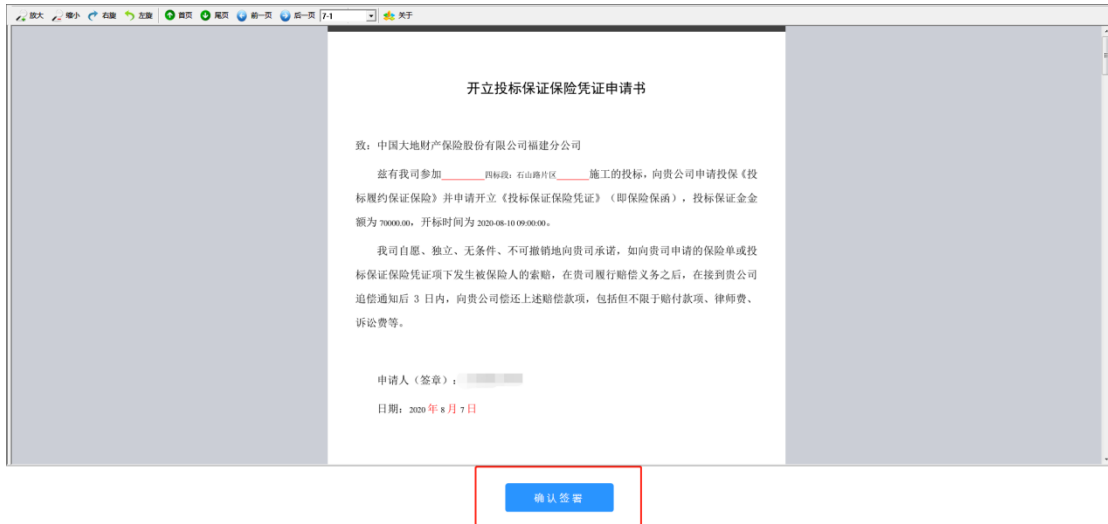 放大 缩小 右旋 左旋 首页 尾页 前一页 后一页 7-1 关于
开立投标保证保险凭证申请书
致：中国大地财产保险股份有限公司福建分公司
兹有我司参加______四标段：石山路片区____施工的投标，向贵公司申请投保《投
标履约保证保险》并申请开立《投标保证保险凭证》（即保险保函），投标保证金金
额为 70000.00，开标时间为 2020-08-10 09:00:00。
我司自愿、独立、无条件、不可撤销地向贵司承诺，如向贵司申请的保险单或投
标保证保险凭证项下发生被保险人的索赔，在贵司履行赔偿义务之后，在接到贵公司
追偿通知后 3 日内，向贵公司偿还上述赔偿款项，包括但不限于赔付款项、律师费、
诉讼费等。
申请人（签章）：
日期：2020 年 8 月 7 日
确认签署